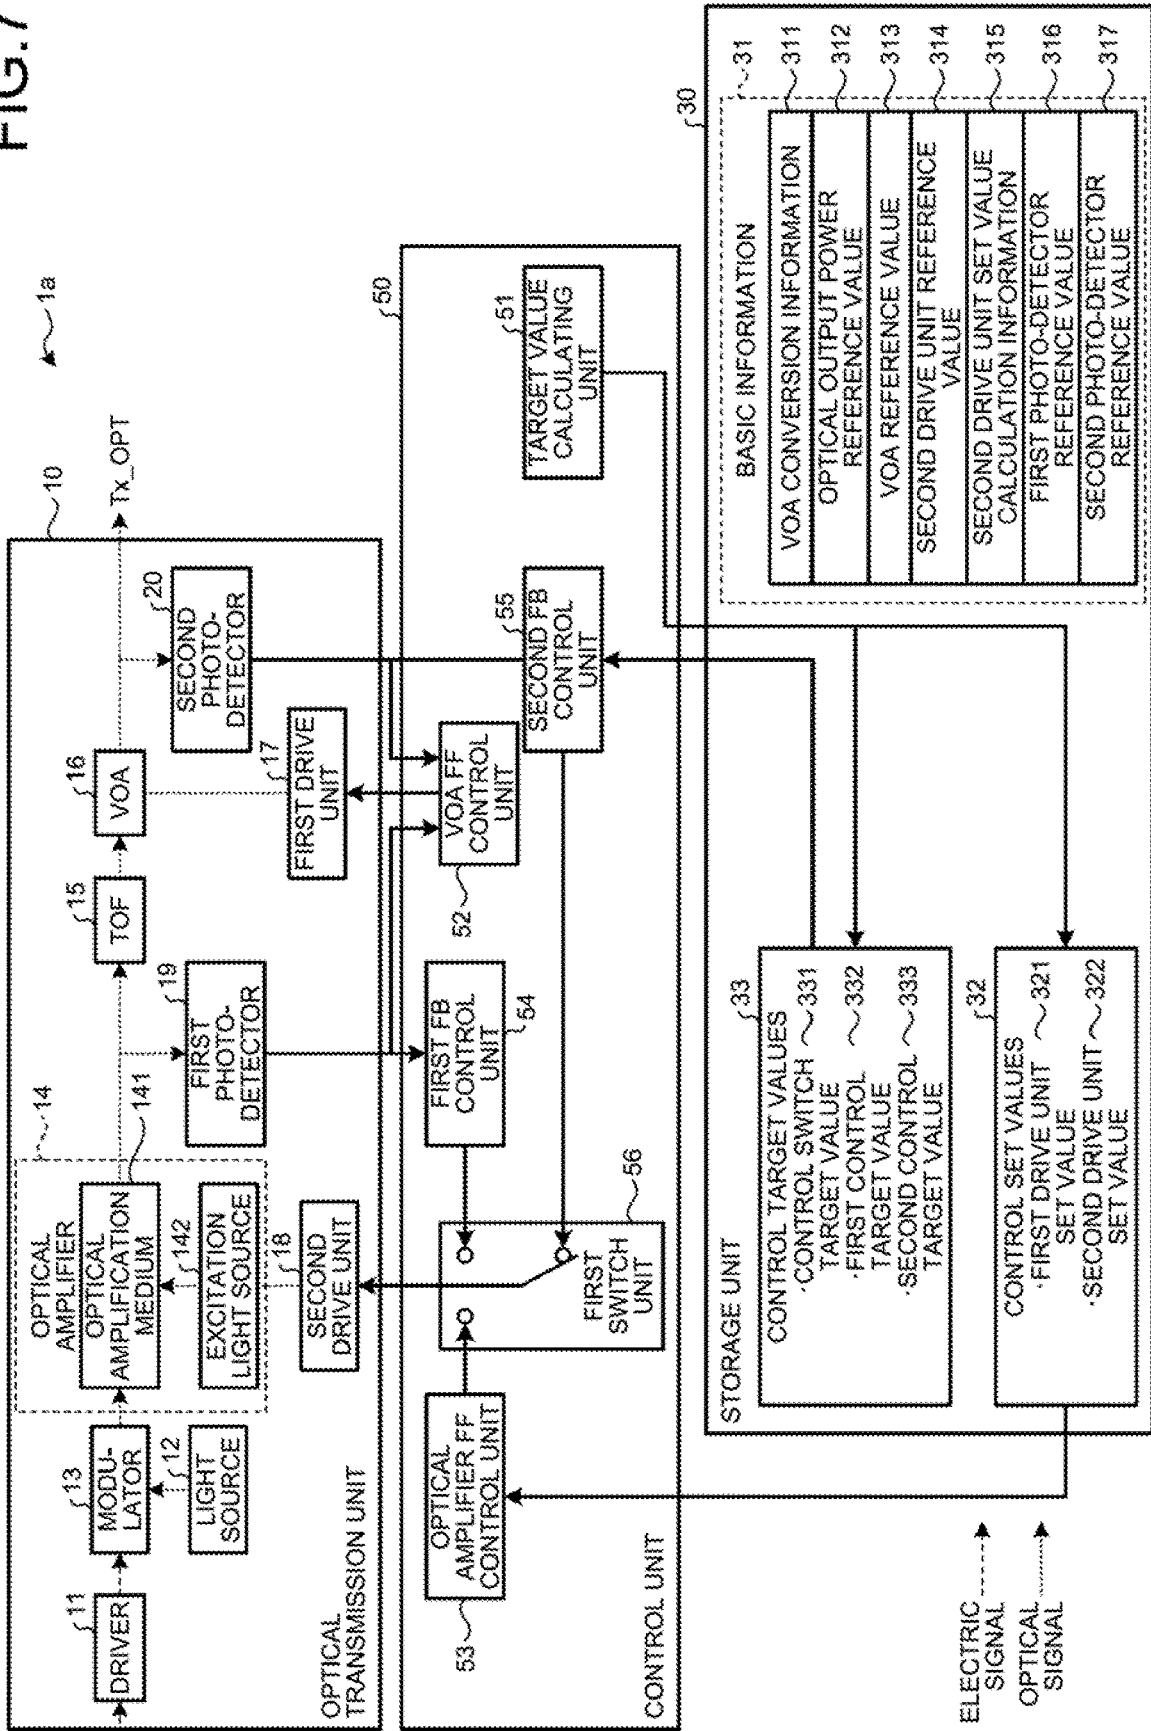 FIG.7
1a
10
Tx_OPT
11
DRIVER
13
MODU-
LATOR
12
LIGHT
SOURCE
14
OPTICAL
AMPLIFIER
OPTICAL
AMPLIFICATION
MEDIUM
141
142
EXCITATION
LIGHT SOURCE
15
TOF
16
VOA
18
SECOND
DRIVE UNIT
19
FIRST
PHOTO-
DETECTOR
17
FIRST DRIVE
UNIT
20
SECOND
PHOTO-
DETECTOR
OPTICAL
TRANSMISSION UNIT
50
OPTICAL
AMPLIFIER FF
CONTROL UNIT
53
FIRST
SWITCH
UNIT
56
FIRST FB
CONTROL
UNIT
54
VOA FF
CONTROL
UNIT
52
55
SECOND FB
CONTROL
UNIT
51
TARGET VALUE
CALCULATING
UNIT
CONTROL UNIT
30
STORAGE UNIT
33
CONTROL TARGET VALUES
·CONTROL SWITCH 331
TARGET VALUE
·FIRST CONTROL 332
TARGET VALUE
·SECOND CONTROL 333
TARGET VALUE
32
CONTROL SET VALUES
·FIRST DRIVE UNIT 321
SET VALUE
·SECOND DRIVE UNIT 322
SET VALUE
31
BASIC INFORMATION
VOA CONVERSION INFORMATION 311
OPTICAL OUTPUT POWER
REFERENCE VALUE 312
VOA REFERENCE VALUE 313
SECOND DRIVE UNIT REFERENCE
VALUE 314
SECOND DRIVE UNIT SET VALUE
CALCULATION INFORMATION 315
FIRST PHOTO-DETECTOR
REFERENCE VALUE 316
SECOND PHOTO-DETECTOR
REFERENCE VALUE 317
ELECTRIC
SIGNAL
OPTICAL
SIGNAL